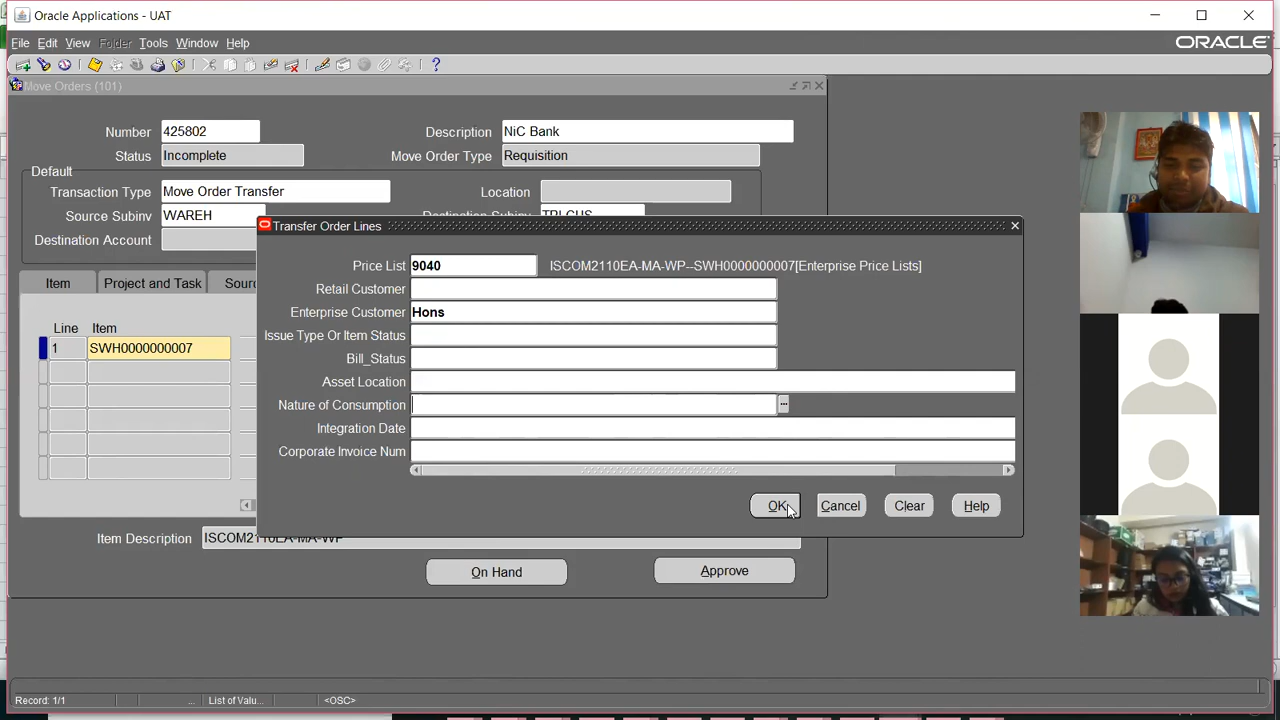 Oracle Applications - UAT
File Edit View Folder Tools Window Help
ORACLE
Move Orders (101)
Number 425802 Description NiC Bank
Status Incomplete Move Order Type Requisition
Default
Transaction Type Move Order Transfer Location
Source Subinv WAREH
Destination Account
Transfer Order Lines
Price List 9040 ISCOM2110EA-MA-WP--SWH0000000007[Enterprise Price Lists]
Retail Customer
Enterprise Customer Hons
Issue Type Or Item Status
Bill_Status
Asset Location
Nature of Consumption
Integration Date
Corporate Invoice Num
OK Cancel Clear Help
Item Project and Task Sour
Line Item
1 SWH0000000007
Item Description ISCOM2110EA-MA-WP
On Hand Approve
Record: 1/1 ... List of Valu... <OSC>